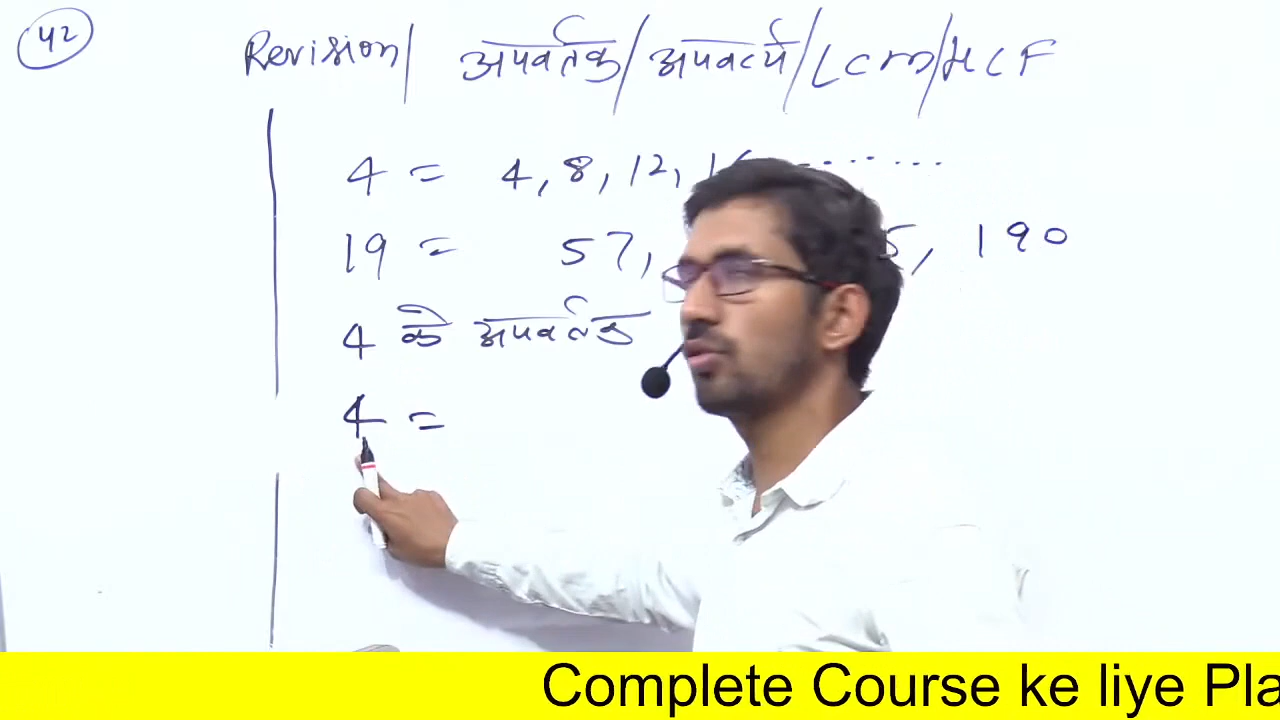 42
Revision/ अपवर्तक/अपवर्त्य/LCM/HCF
4 = 4, 8, 12, 16 ........
19 = 57, 5, 190
4 के अपवर्तक
4 =
Complete Course ke liye Pla